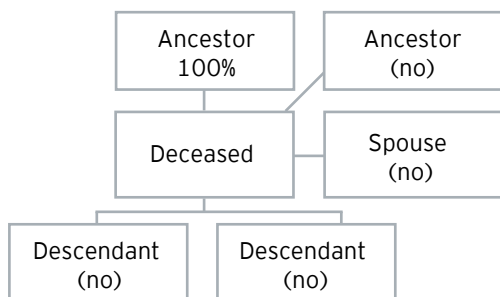 Ancestor
100%
Ancestor
(no)
Deceased
Spouse
(no)
Descendant
(no)
Descendant
(no)